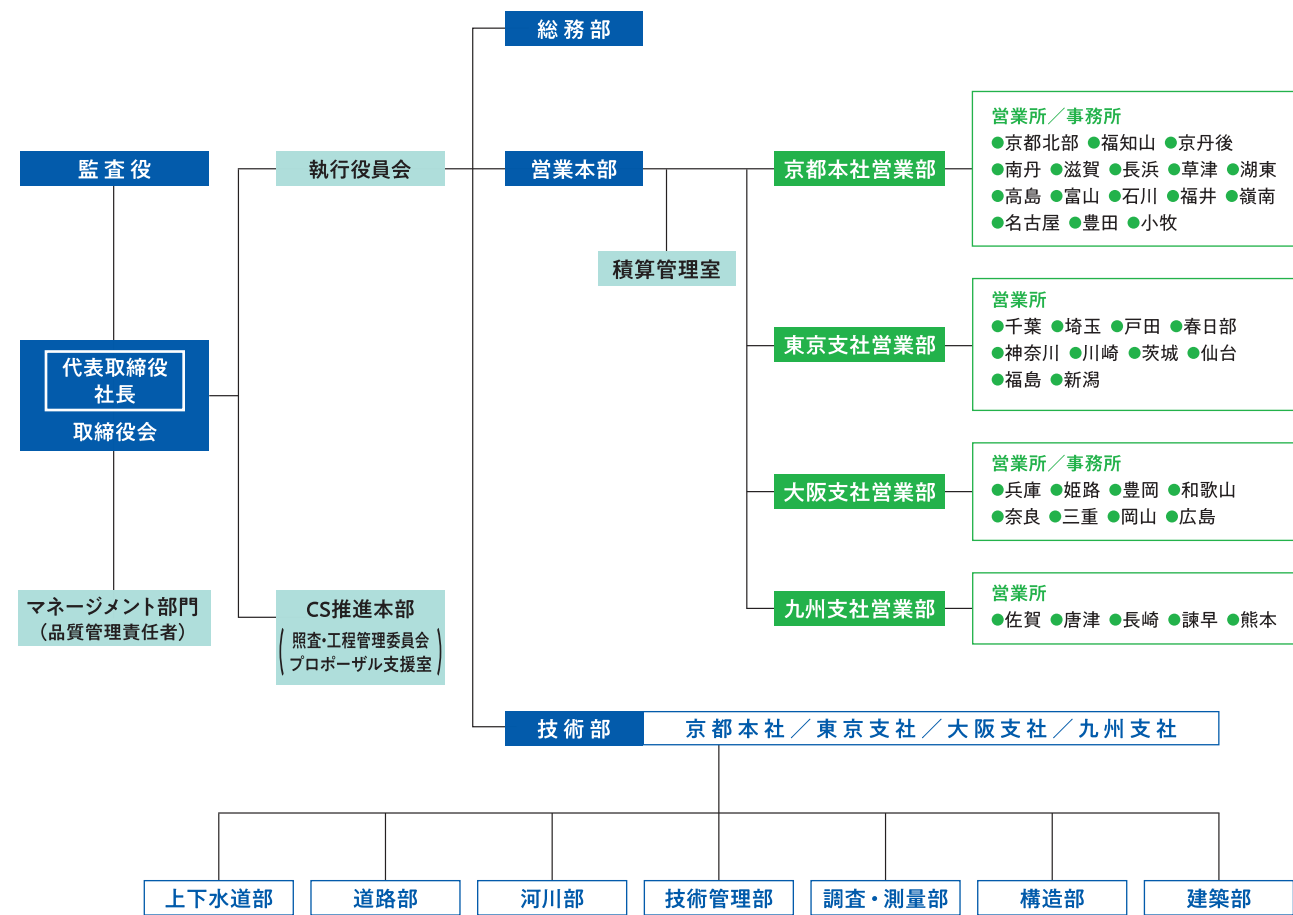 総務部
監査役
執行役員会
営業本部
積算管理室
京都本社営業部
営業所／事務所
●京都北部 ●福知山 ●京丹後
●南丹 ●滋賀 ●長浜 ●草津 ●湖東
●高島 ●富山 ●石川 ●福井 ●嶺南
●名古屋 ●豊田 ●小牧
代表取締役
社長
取締役会
東京支社営業部
営業所
●千葉 ●埼玉 ●戸田 ●春日部
●神奈川 ●川崎 ●茨城 ●仙台
●福島 ●新潟
大阪支社営業部
営業所／事務所
●兵庫 ●姫路 ●豊岡 ●和歌山
●奈良 ●三重 ●岡山 ●広島
九州支社営業部
営業所
●佐賀 ●唐津 ●長崎 ●諫早 ●熊本
マネージメント部門
（品質管理責任者）
CS推進本部
（照査・工程管理委員会
プロポーザル支援室）
技術部
京都本社／東京支社／大阪支社／九州支社
上下水道部
道路部
河川部
技術管理部
調査・測量部
構造部
建築部